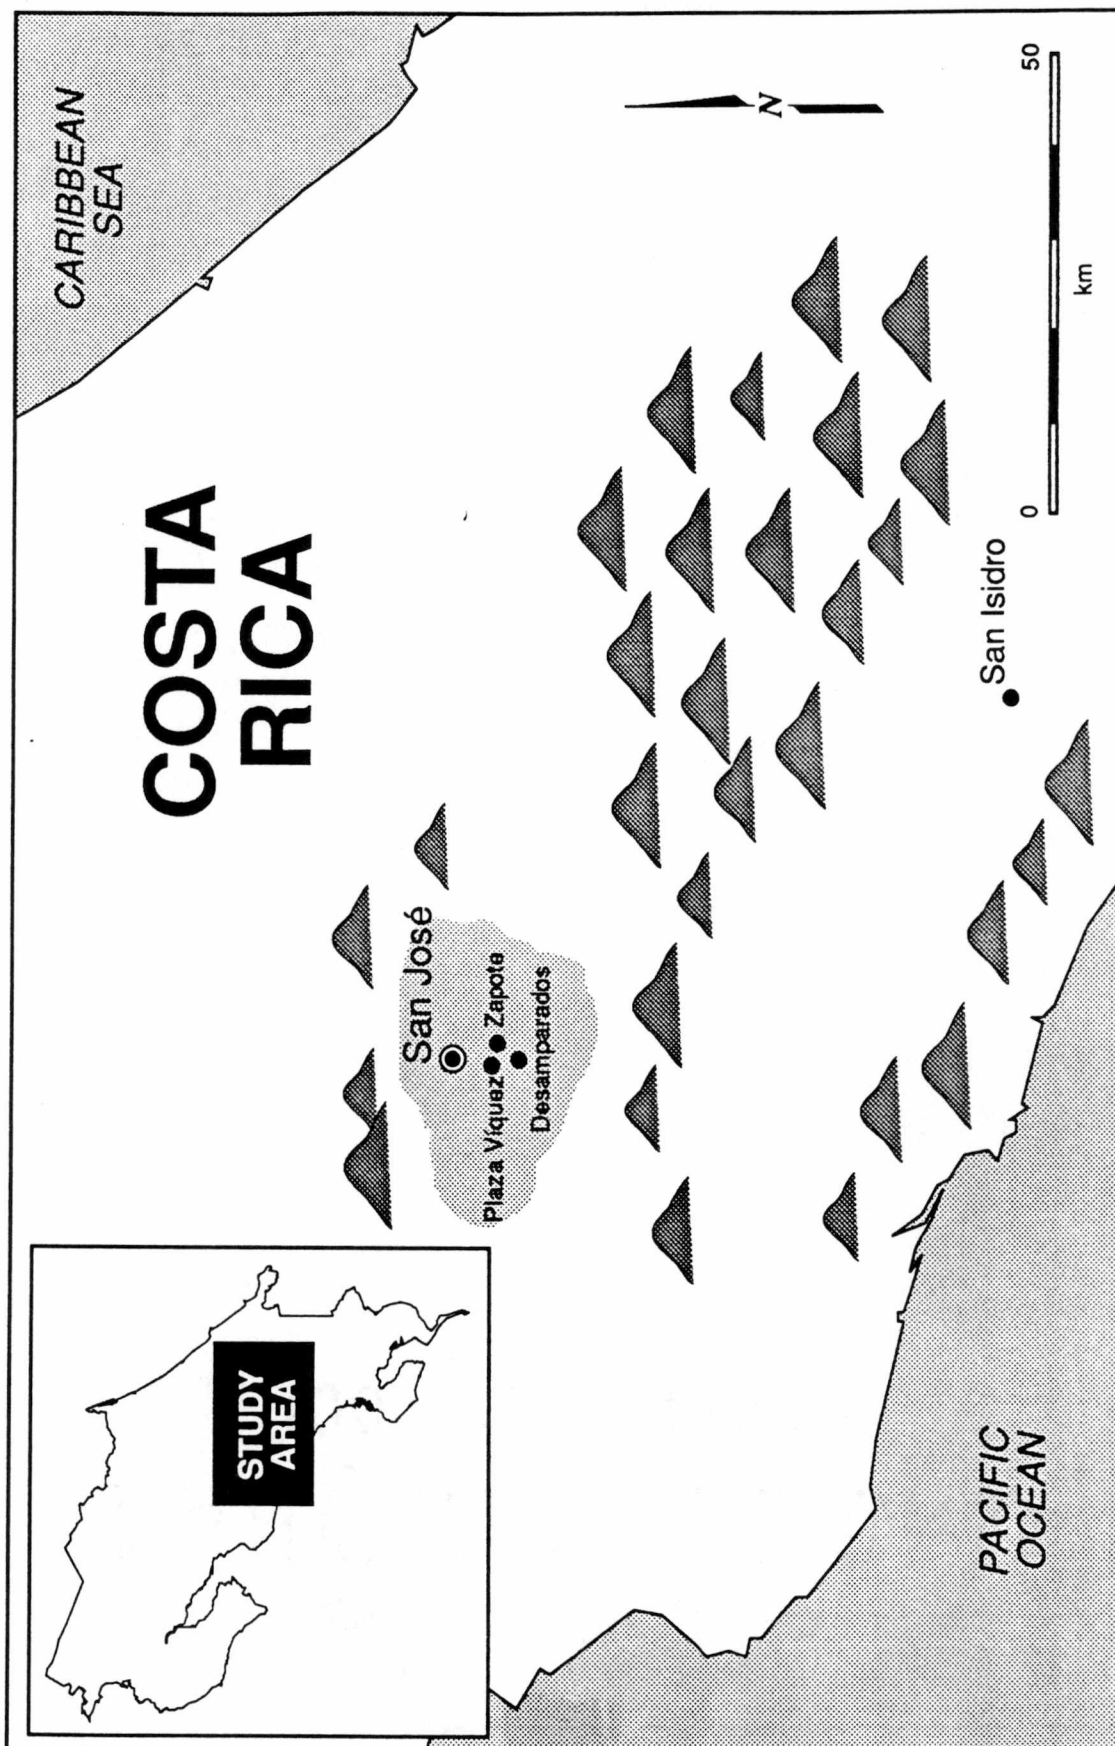 CARIBBEAN
SEA
COSTA
RICA
STUDY
AREA
San José
Plaza Víquez
Zapote
Desamparados
San Isidro
PACIFIC
OCEAN
N
0
50
km